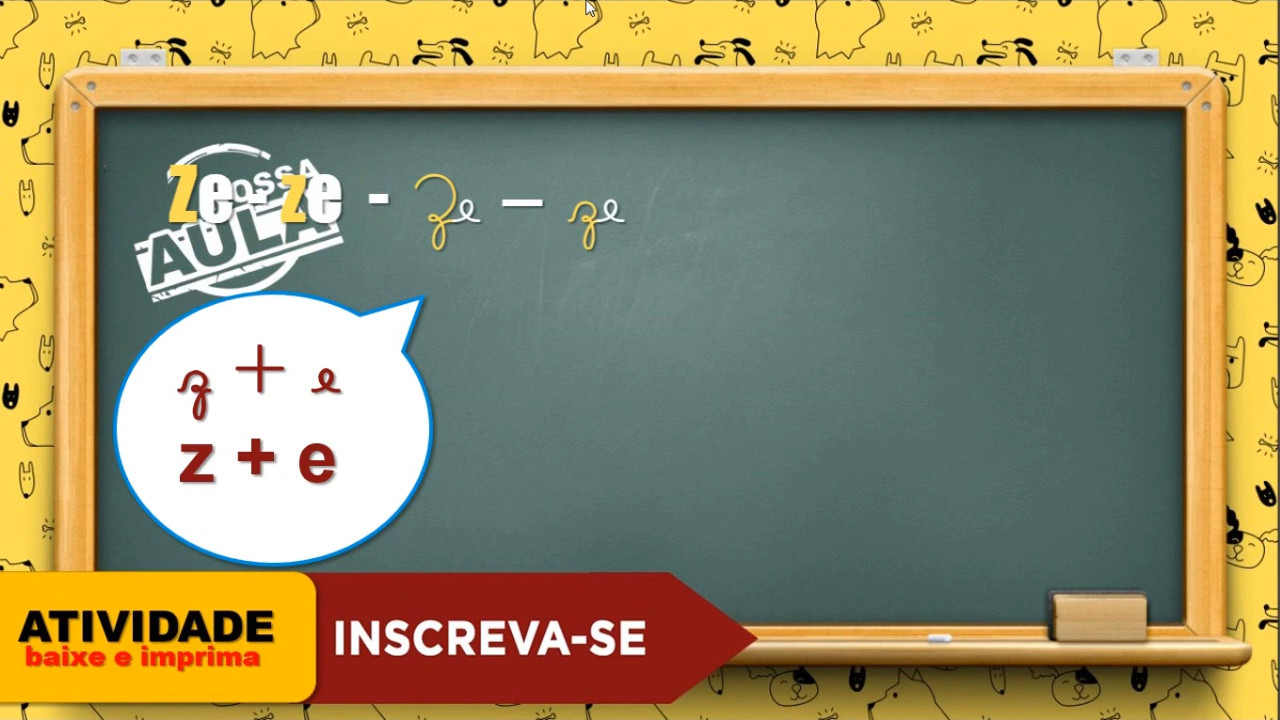 Ze - ze - Ze – ze
NOSSA
AULA
z + e
z + e
ATIVIDADE
baixe e imprima
INSCREVA-SE